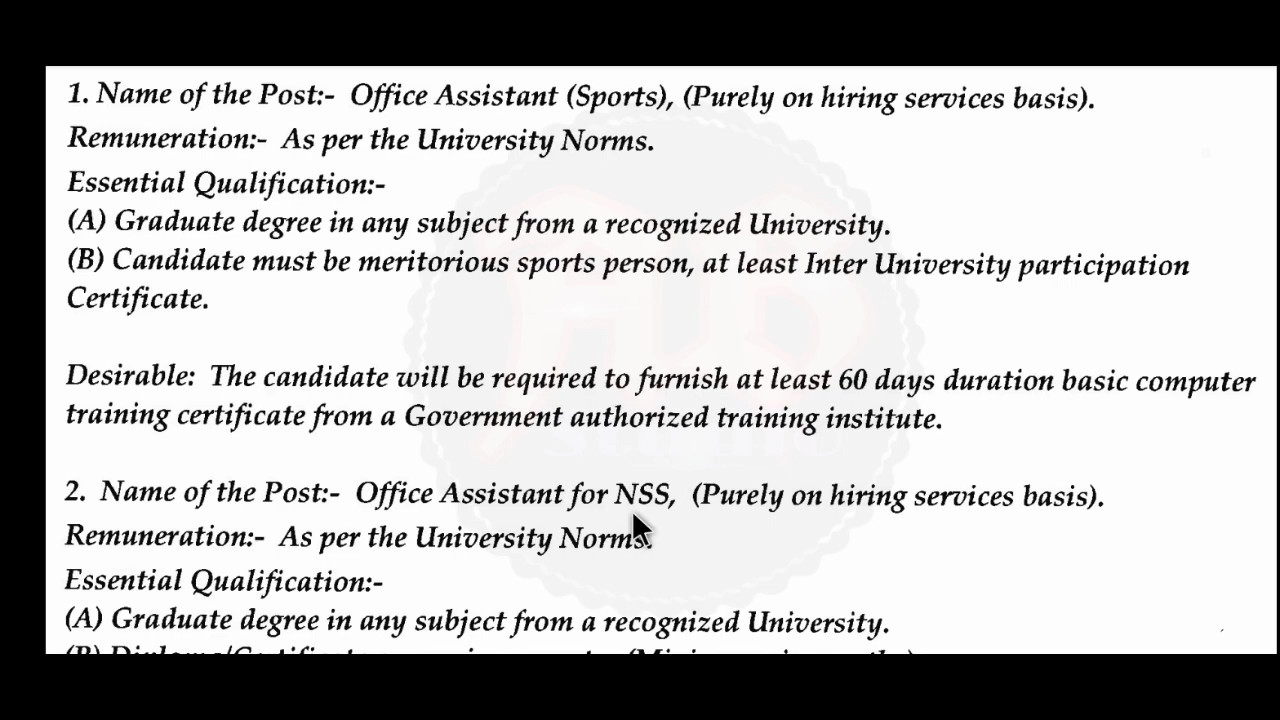 1. Name of the Post:- Office Assistant (Sports), (Purely on hiring services basis).
Remuneration:- As per the University Norms.
Essential Qualification:-
(A) Graduate degree in any subject from a recognized University.
(B) Candidate must be meritorious sports person, at least Inter University participation
Certificate.
Desirable: The candidate will be required to furnish at least 60 days duration basic computer
training certificate from a Government authorized training institute.
2. Name of the Post:- Office Assistant for NSS, (Purely on hiring services basis).
Remuneration:- As per the University Norms.
Essential Qualification:-
(A) Graduate degree in any subject from a recognized University.